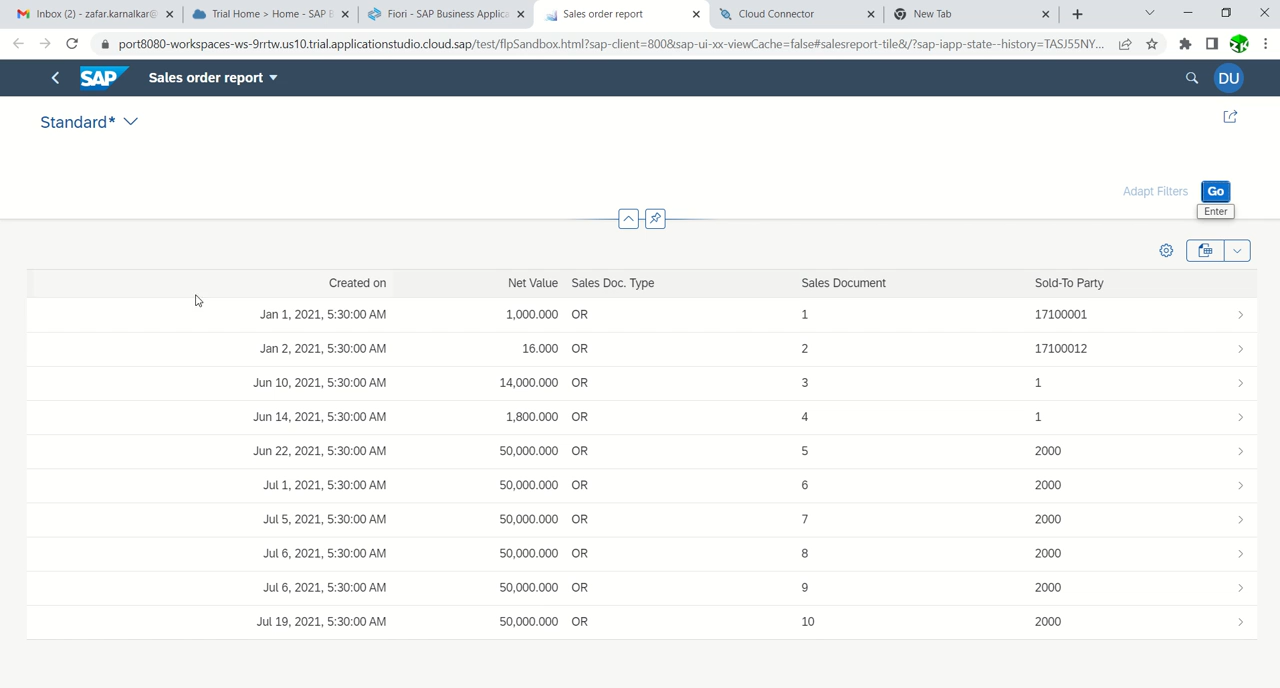 Inbox (2) - zafar.karnalkar@ Trial Home > Home - SAP B Fiori - SAP Business Applica Sales order report Cloud Connector New Tab
port8080-workspaces-ws-9rrtw.us10.trial.applicationstudio.cloud.sap/test/flpSandbox.html?sap-client=800&sap-ui-xx-viewCache=false#salesreport-tile&/?sap-iapp-state--history=TASJ55NY...
SAP Sales order report DU
Standard*
Adapt Filters Go
Enter
Created on Net Value Sales Doc. Type Sales Document Sold-To Party
Jan 1, 2021, 5:30:00 AM 1,000.000 OR 1 17100001
Jan 2, 2021, 5:30:00 AM 16.000 OR 2 17100012
Jun 10, 2021, 5:30:00 AM 14,000.000 OR 3 1
Jun 14, 2021, 5:30:00 AM 1,800.000 OR 4 1
Jun 22, 2021, 5:30:00 AM 50,000.000 OR 5 2000
Jul 1, 2021, 5:30:00 AM 50,000.000 OR 6 2000
Jul 5, 2021, 5:30:00 AM 50,000.000 OR 7 2000
Jul 6, 2021, 5:30:00 AM 50,000.000 OR 8 2000
Jul 6, 2021, 5:30:00 AM 50,000.000 OR 9 2000
Jul 19, 2021, 5:30:00 AM 50,000.000 OR 10 2000